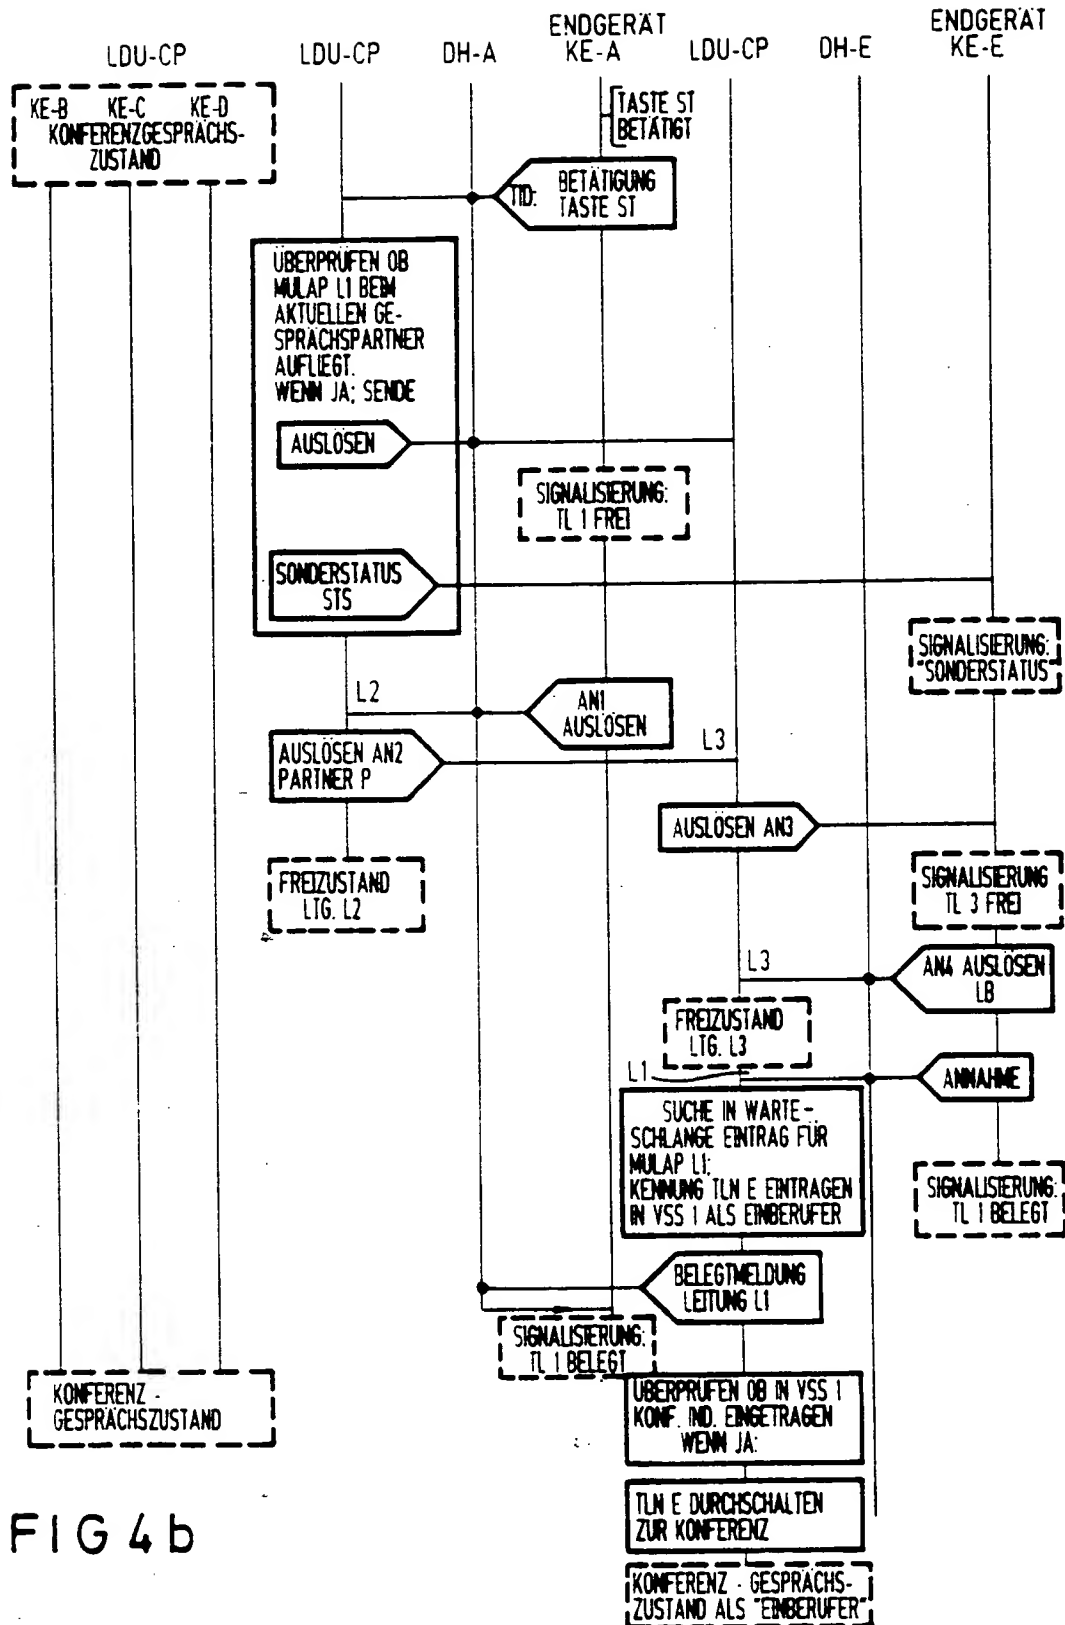 LDU-CP
LDU-CP
DH-A
ENDGERÄT
KE-A
LDU-CP
DH-E
ENDGERÄT
KE-E
KE-B KE-C KE-D
KONFERENZGESPRÄCHS-
ZUSTAND
TASTE ST
BETÄTIGT
TID: BETÄTIGUNG
TASTE ST
ÜBERPRÜFEN OB
MULAP L1 BEIM
AKTUELLEN GE-
SPRÄCHSPARTNER
AUFLIEGT.
WENN JA; SENDE
AUSLÖSEN
SIGNALISIERUNG:
TL 1 FREI
SONDERSTATUS
STS
SIGNALISIERUNG:
"SONDERSTATUS"
L2
AN1
AUSLÖSEN
AUSLÖSEN AN2
PARTNER P
L3
AUSLÖSEN AN3
FREIZUSTAND
LTG. L2
SIGNALISIERUNG
TL 3 FREI
L3
AN4 AUSLÖSEN
LB
FREIZUSTAND
LTG. L3
L1
ANNAHME
SUCHE IN WARTE-
SCHLANGE EINTRAG FÜR
MULAP L1;
KENNUNG TLN E EINTRAGEN
IN VSS 1 ALS EINBERUFER
SIGNALISIERUNG:
TL 1 BELEGT
BELEGTMELDUNG
LEITUNG L1
SIGNALISIERUNG:
TL 1 BELEGT
KONFERENZ-
GESPRÄCHSZUSTAND
ÜBERPRÜFEN OB IN VSS 1
KONF. IND. EINGETRAGEN
WENN JA:
TLN E DURCHSCHALTEN
ZUR KONFERENZ
KONFERENZ - GESPRÄCHS-
ZUSTAND ALS "EINBERUFER"
FIG 4b